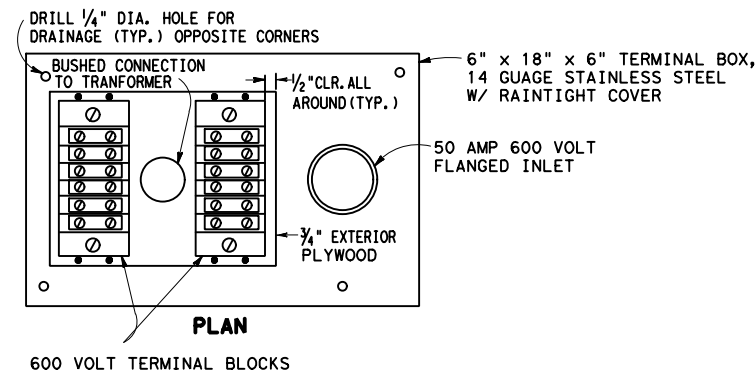 DRILL 1/4" DIA. HOLE FOR
DRAINAGE (TYP.) OPPOSITE CORNERS
BUSHED CONNECTION
TO TRANFORMER
1/2"CLR. ALL
AROUND (TYP.)
6" x 18" x 6" TERMINAL BOX,
14 GUAGE STAINLESS STEEL
W/ RAINTIGHT COVER
50 AMP 600 VOLT
FLANGED INLET
3/4" EXTERIOR
PLYWOOD
PLAN
600 VOLT TERMINAL BLOCKS